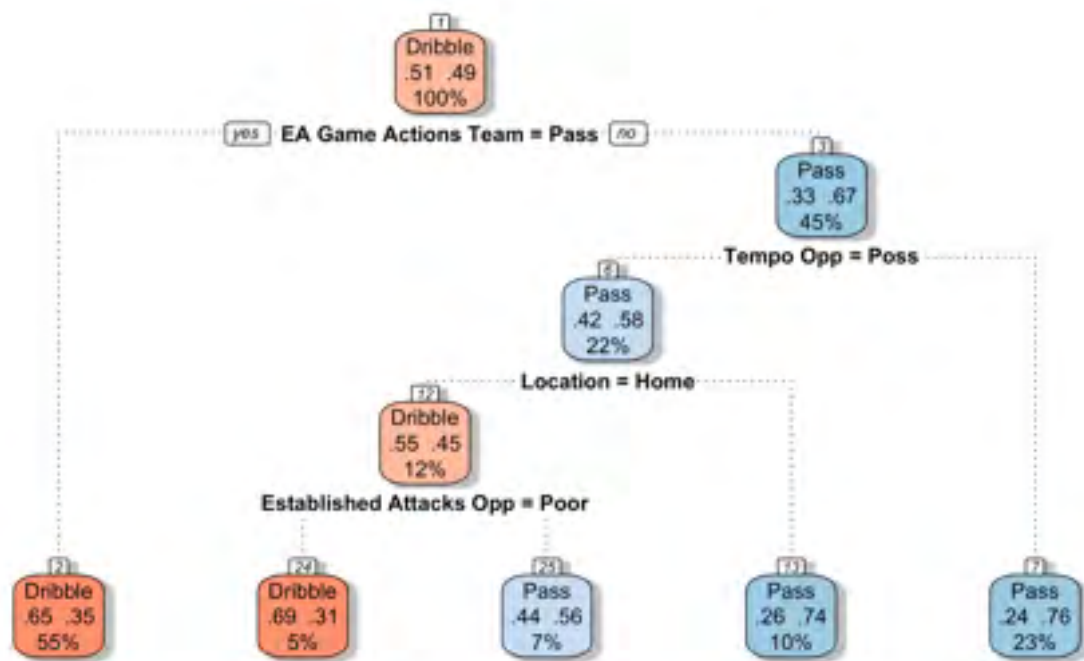 1
Dribble
.51 .49
100%
yes EA Game Actions Team = Pass no
3
Pass
.33 .67
45%
Tempo Opp = Poss
6
Pass
.42 .58
22%
Location = Home
12
Dribble
.55 .45
12%
Established Attacks Opp = Poor
2
Dribble
.65 .35
55%
24
Dribble
.69 .31
5%
25
Pass
.44 .56
7%
13
Pass
.26 .74
10%
7
Pass
.24 .76
23%